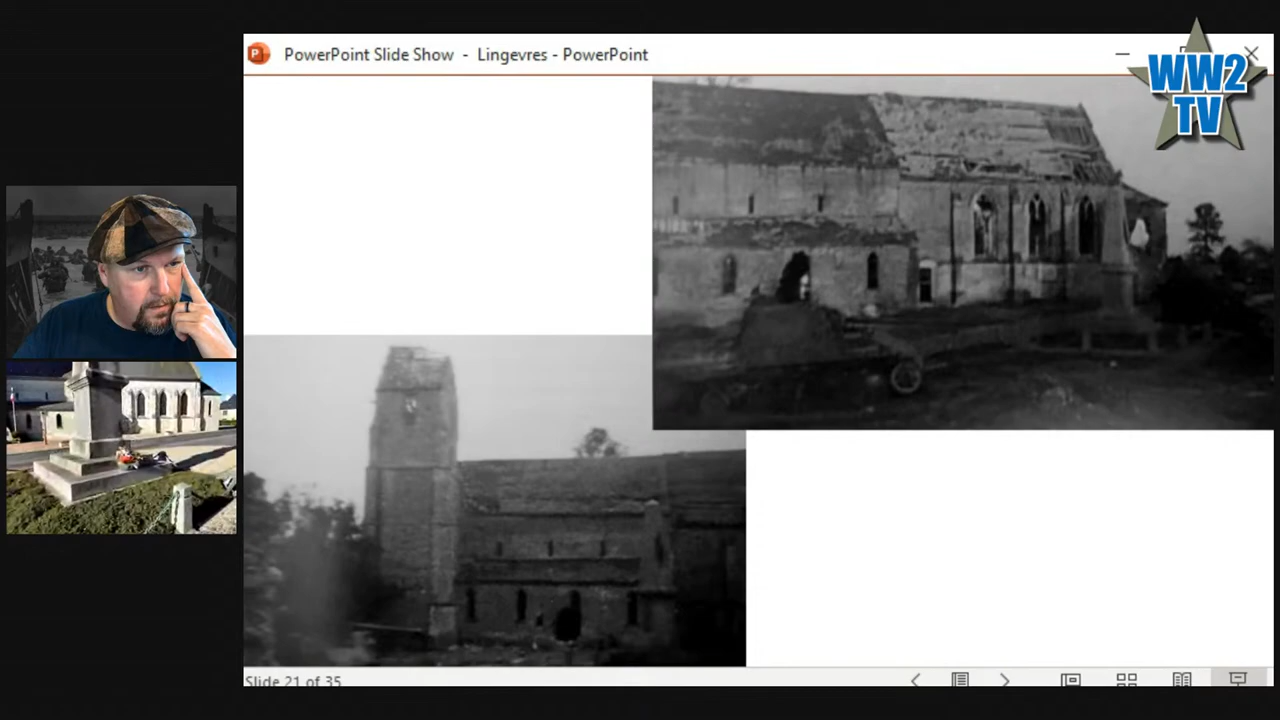 PowerPoint Slide Show - Lingevres - PowerPoint
WW2
TV
Slide 21 of 35